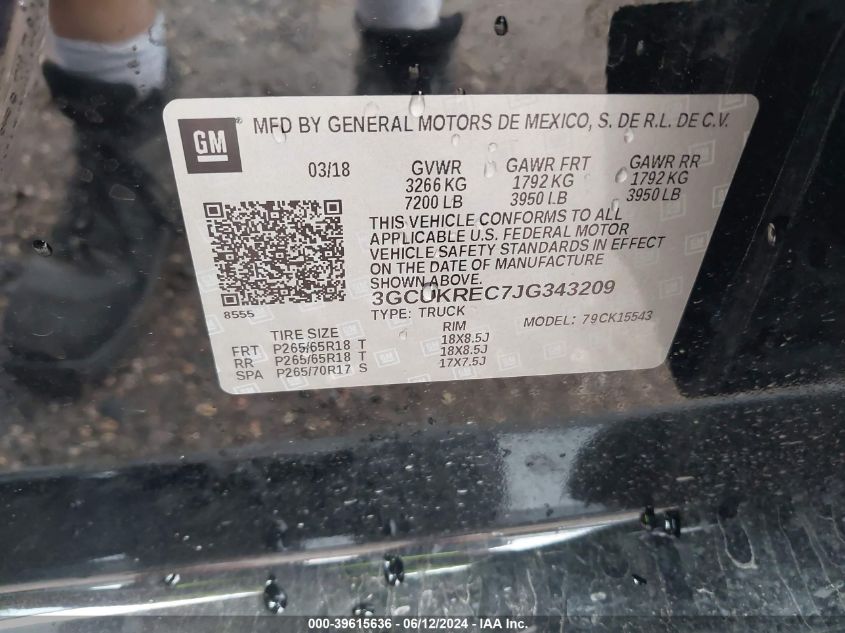 GM
MFD BY GENERAL MOTORS DE MEXICO, S. DE R.L. DE C.V.
03/18 GVWR GAWR FRT GAWR RR
3266 KG 1792 KG 1792 KG
7200 LB 3950 LB 3950 LB
THIS VEHICLE CONFORMS TO ALL
APPLICABLE U.S. FEDERAL MOTOR
VEHICLE SAFETY STANDARDS IN EFFECT
ON THE DATE OF MANUFACTURE
SHOWN ABOVE.
3GCUKREC7JG343209
8555
TYPE: TRUCK MODEL: 79CK15543
TIRE SIZE RIM
FRT P265/65R18 T 18X8.5J
RR P265/65R18 T 18X8.5J
SPA P265/70R17 S 17X7.5J
000-39615636 - 06/12/2024 - IAA Inc.